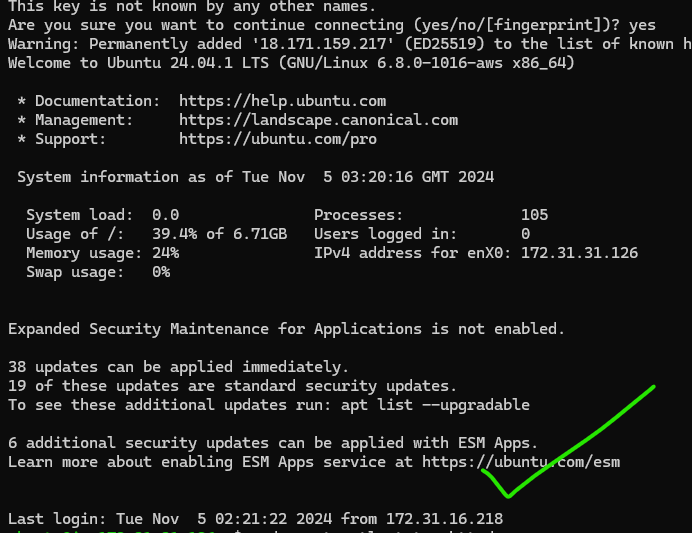 This key is not known by any other names.
Are you sure you want to continue connecting (yes/no/[fingerprint])? yes
Warning: Permanently added '18.171.159.217' (ED25519) to the list of known h
Welcome to Ubuntu 24.04.1 LTS (GNU/Linux 6.8.0-1016-aws x86_64)
* Documentation:  https://help.ubuntu.com
* Management:     https://landscape.canonical.com
* Support:        https://ubuntu.com/pro
System information as of Tue Nov  5 03:20:16 GMT 2024
System load:  0.0               Processes:             105
Usage of /:   39.4% of 6.71GB   Users logged in:       0
Memory usage: 24%               IPv4 address for enX0: 172.31.31.126
Swap usage:   0%
Expanded Security Maintenance for Applications is not enabled.
38 updates can be applied immediately.
19 of these updates are standard security updates.
To see these additional updates run: apt list --upgradable
6 additional security updates can be applied with ESM Apps.
Learn more about enabling ESM Apps service at https://ubuntu.com/esm
Last login: Tue Nov  5 02:21:22 2024 from 172.31.16.218